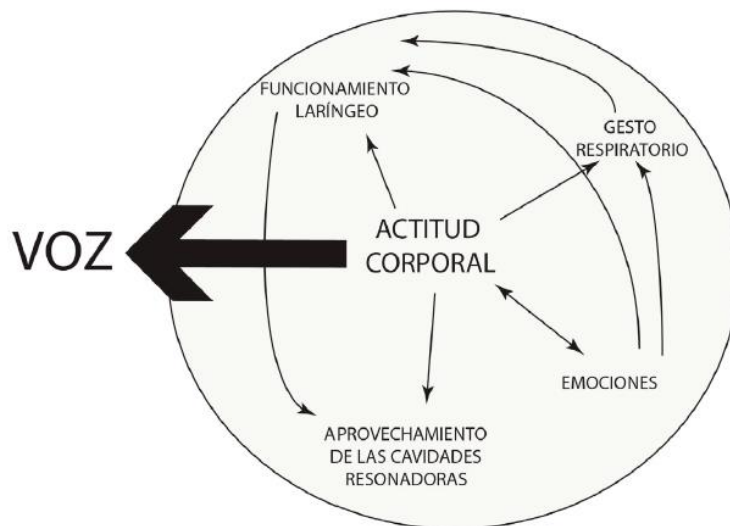 FUNCIONAMIENTO
LARÍNGEO
GESTO
RESPIRATORIO
VOZ
ACTITUD
CORPORAL
EMOCIONES
APROVECHAMIENTO
DE LAS CAVIDADES
RESONADORAS